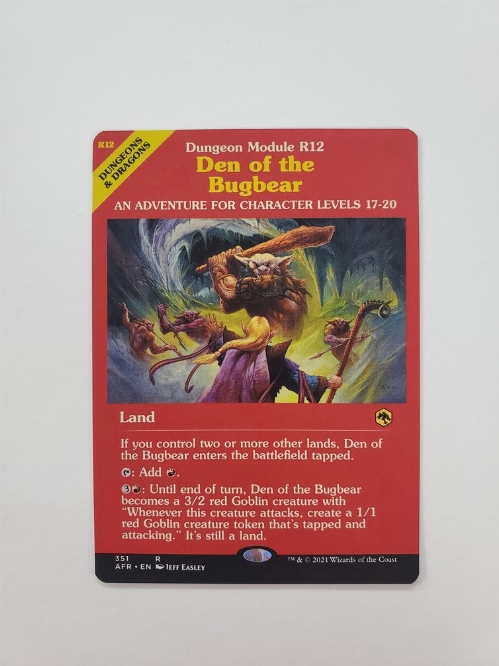 R12
DUNGEONS
& DRAGONS
Dungeon Module R12
Den of the
Bugbear
AN ADVENTURE FOR CHARACTER LEVELS 17-20
Land
If you control two or more other lands, Den of
the Bugbear enters the battlefield tapped.
: Add .
3: Until end of turn, Den of the Bugbear
becomes a 3/2 red Goblin creature with
“Whenever this creature attacks, create a 1/1
red Goblin creature token that's tapped and
attacking.” It's still a land.
351 R
AFR • EN Jeff Easley
™ & © 2021 Wizards of the Coast